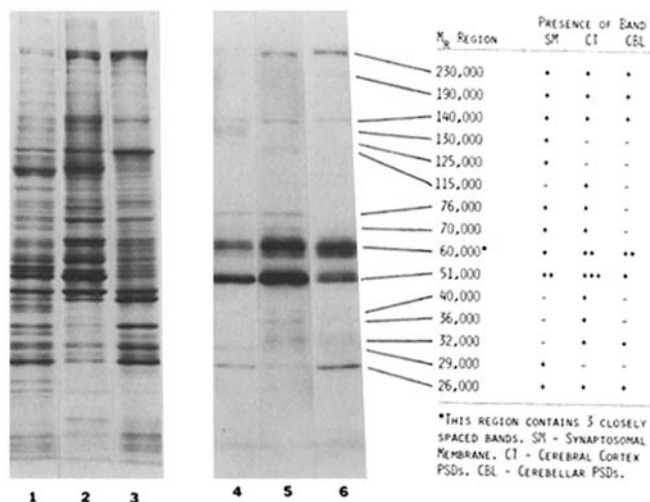 PRESENCE OF BAND
MR REGION SM CT CBL
230,000 + + +
190,000 + + +
140,000 + + +
130,000 + - -
125,000 + - -
115,000 - + -
76,000 + + -
70,000 + + -
60,000* + ++ ++
51,000 ++ +++ +
40,000 - + -
36,000 - + -
32,000 - + +
29,000 + - -
26,000 + + +
*THIS REGION CONTAINS 3 CLOSELY
SPACED BANDS. SM - SYNAPTOSOMAL
MEMBRANE. CT - CEREBRAL CORTEX
PSDS. CBL - CEREBELLAR PSDS.
1 2 3 4 5 6